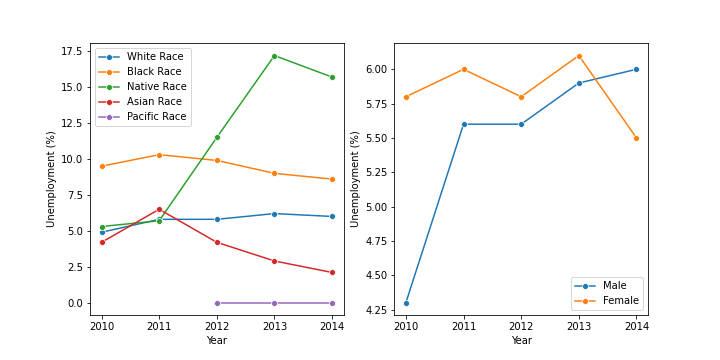 17.5
15.0
12.5
10.0
7.5
5.0
2.5
0.0
Unemployment (%)
White Race
Black Race
Native Race
Asian Race
Pacific Race
2010 2011 2012 2013 2014
Year
6.00
5.75
5.50
5.25
5.00
4.75
4.50
4.25
Unemployment (%)
Male
Female
2010 2011 2012 2013 2014
Year